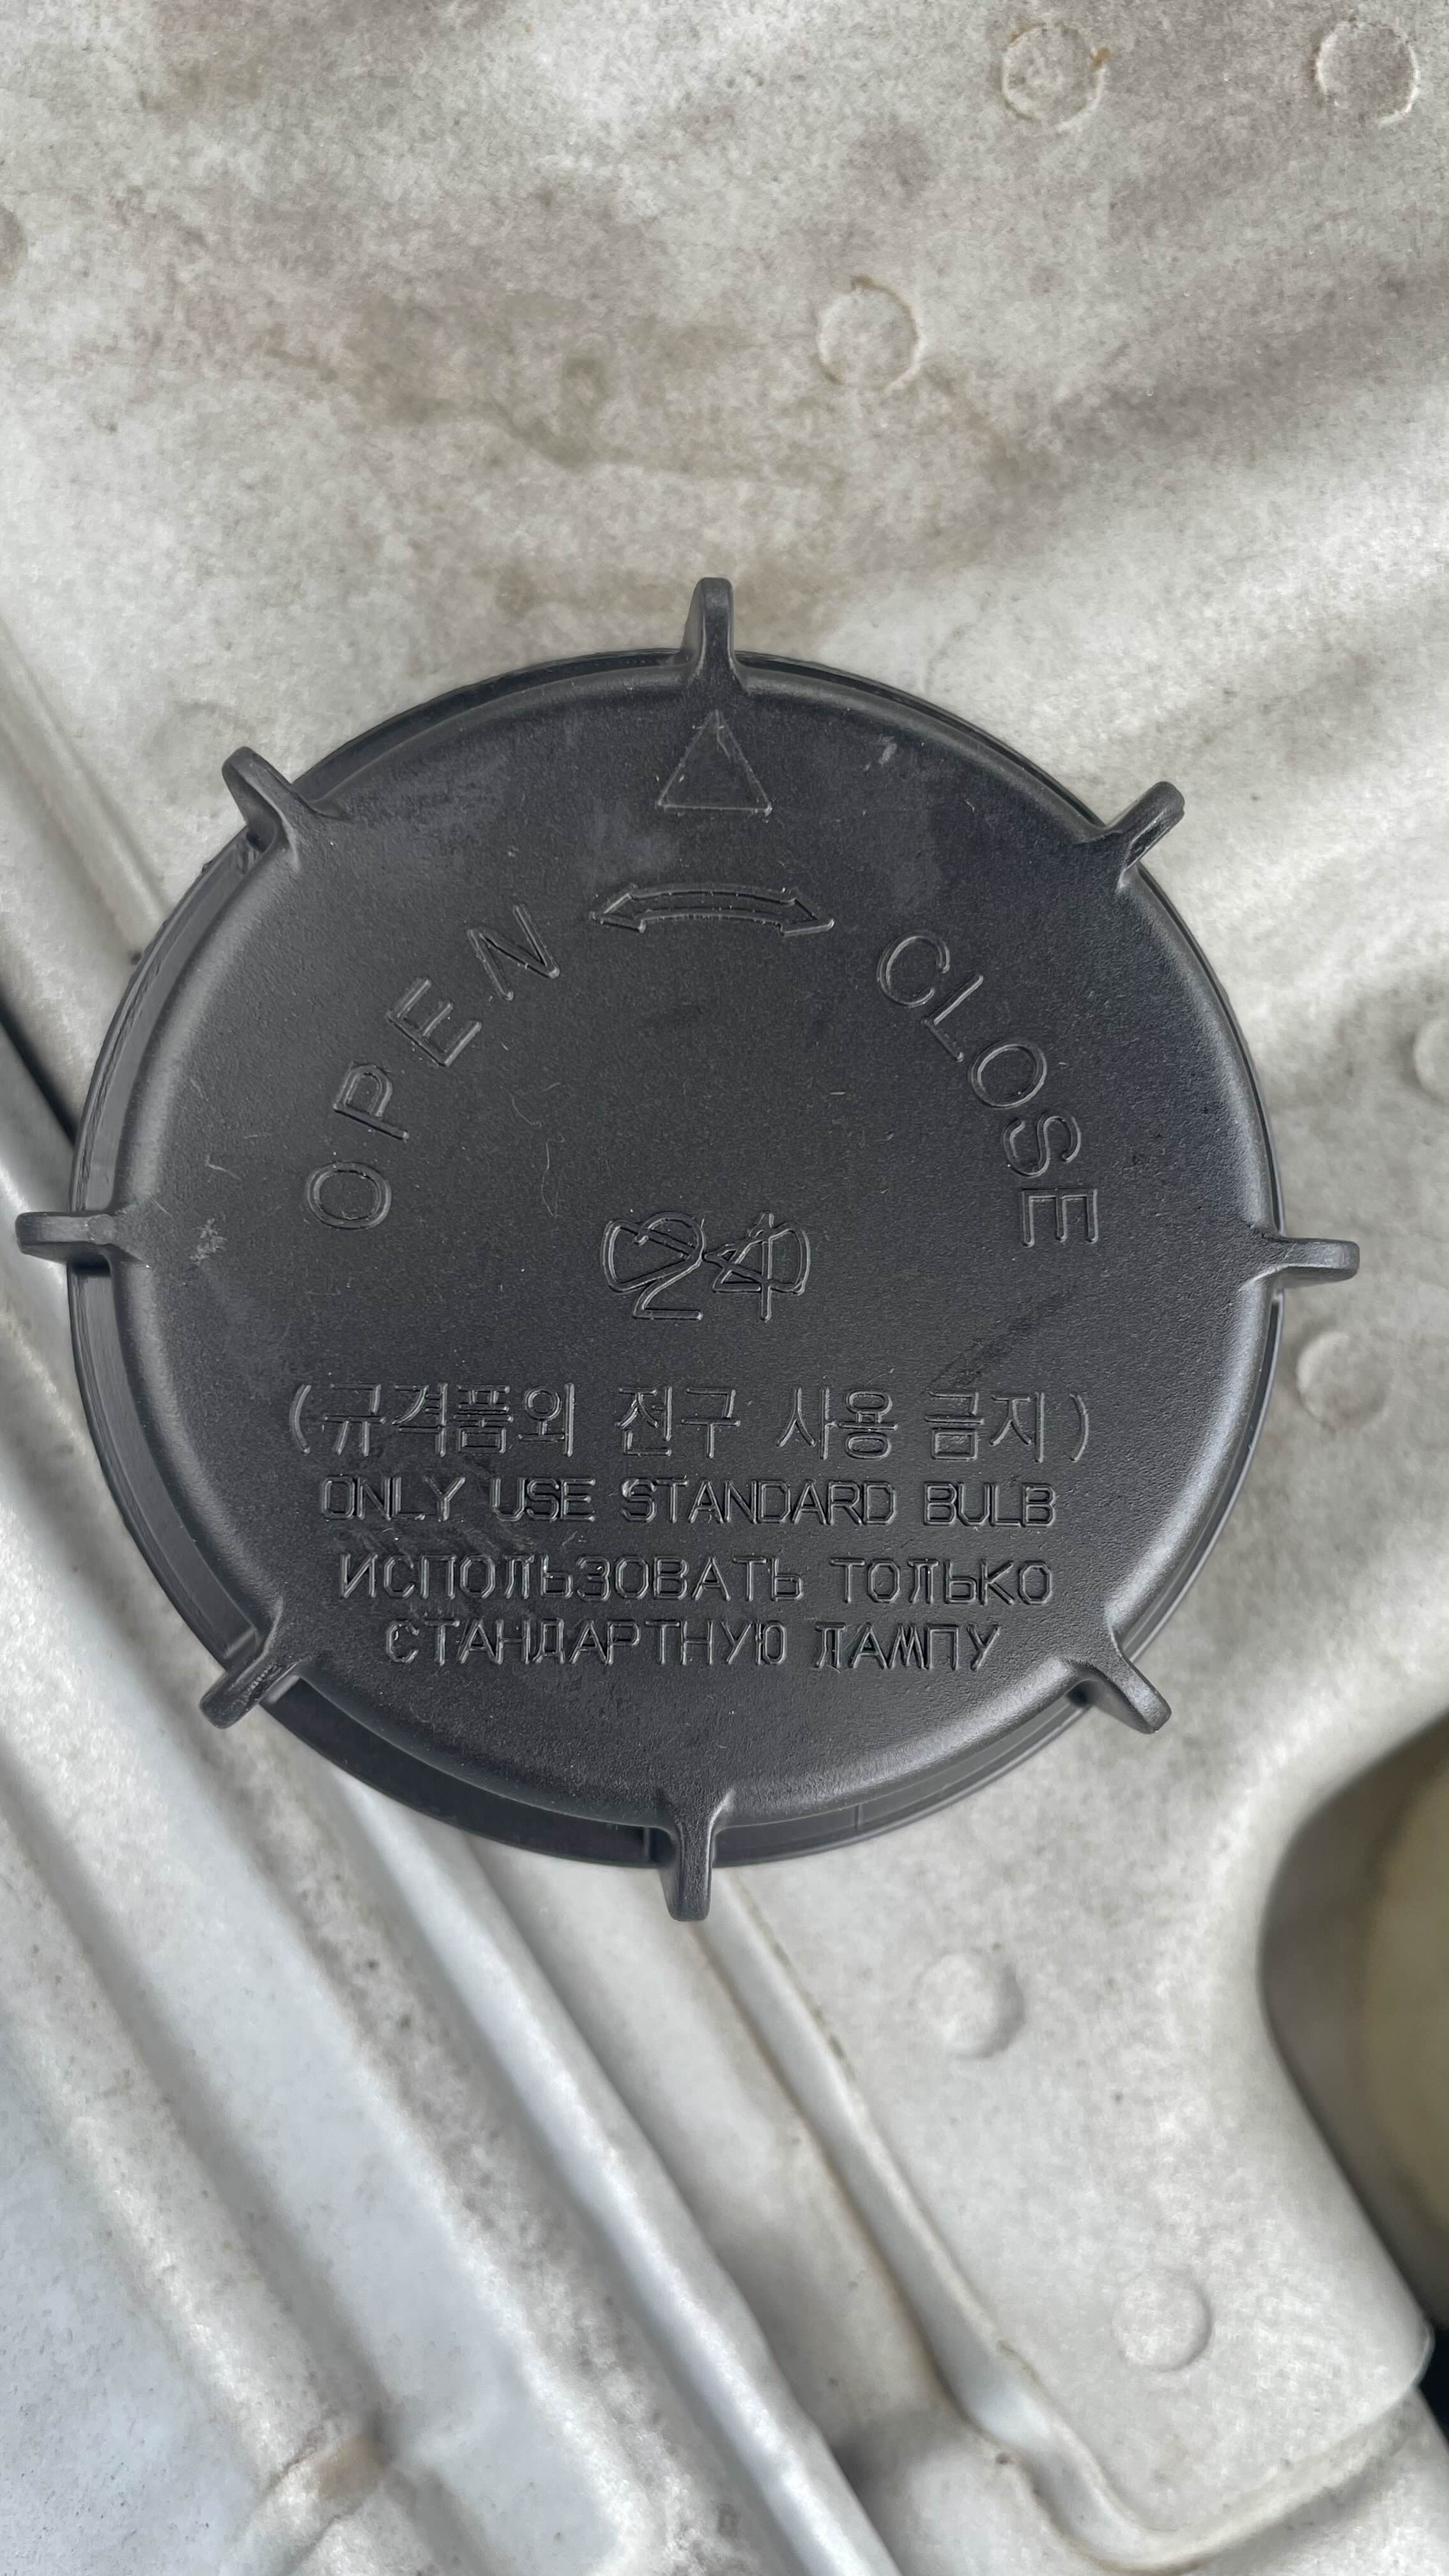 OPEN CLOSE
24
(규격품외 전구 사용 금지)
ONLY USE STANDARD BULB
ИСПОЛЬЗОВАТЬ ТОЛЬКО
СТАНДАРТНУЮ ЛАМПУ